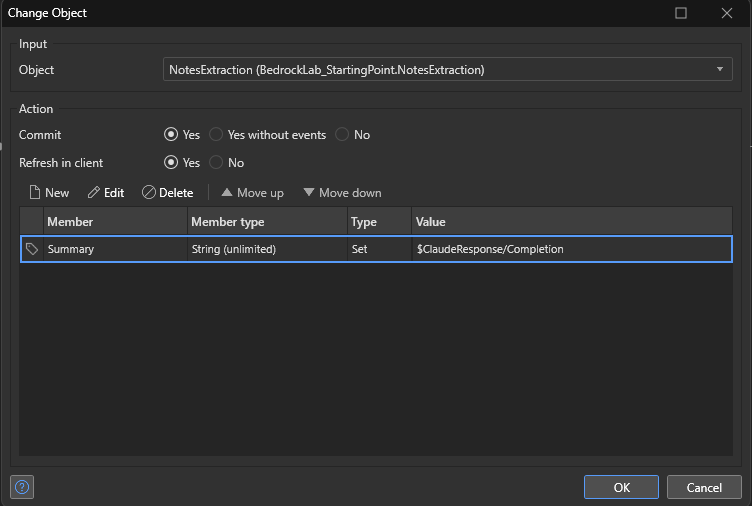 Change Object
Input
Object NotesExtraction (BedrockLab_StartingPoint.NotesExtraction)
Action
Commit Yes Yes without events No
Refresh in client Yes No
New Edit Delete Move up Move down
Member Member type Type Value
Summary String (unlimited) Set $ClaudeResponse/Completion
? OK Cancel